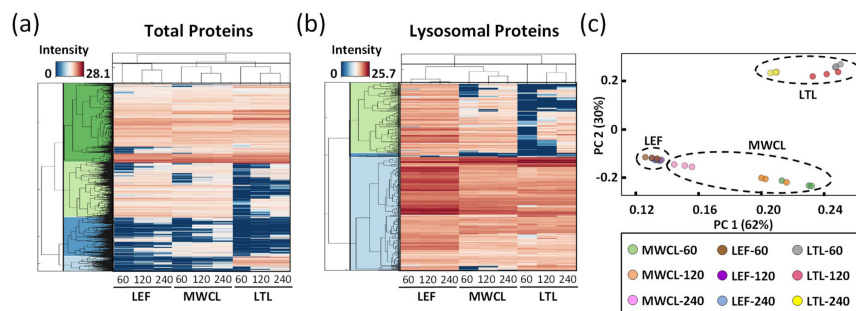 (a)
Total Proteins
Intensity
0
28.1
60 120 240 60 120 240 60 120 240
LEF MWCL LTL
(b)
Lysosomal Proteins
Intensity
0
25.7
60 120 240 60 120 240 60 120 240
LEF MWCL LTL
(c)
PC 2 (30%)
0.2
0
-0.2
LTL
LEF
MWCL
0.12 0.16 0.20 0.24
PC 1 (62%)
MWCL-60 LEF-60 LTL-60
MWCL-120 LEF-120 LTL-120
MWCL-240 LEF-240 LTL-240